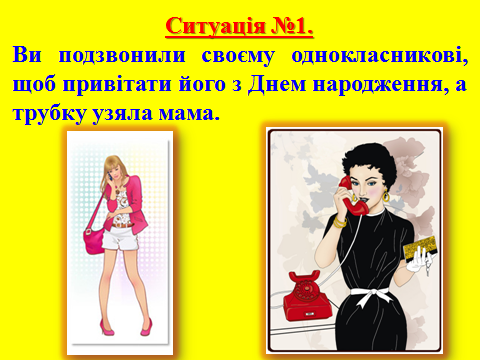 Ситуація №1.
Ви подзвонили своєму однокласникові,
щоб привітати його з Днем народження, а
трубку узяла мама.